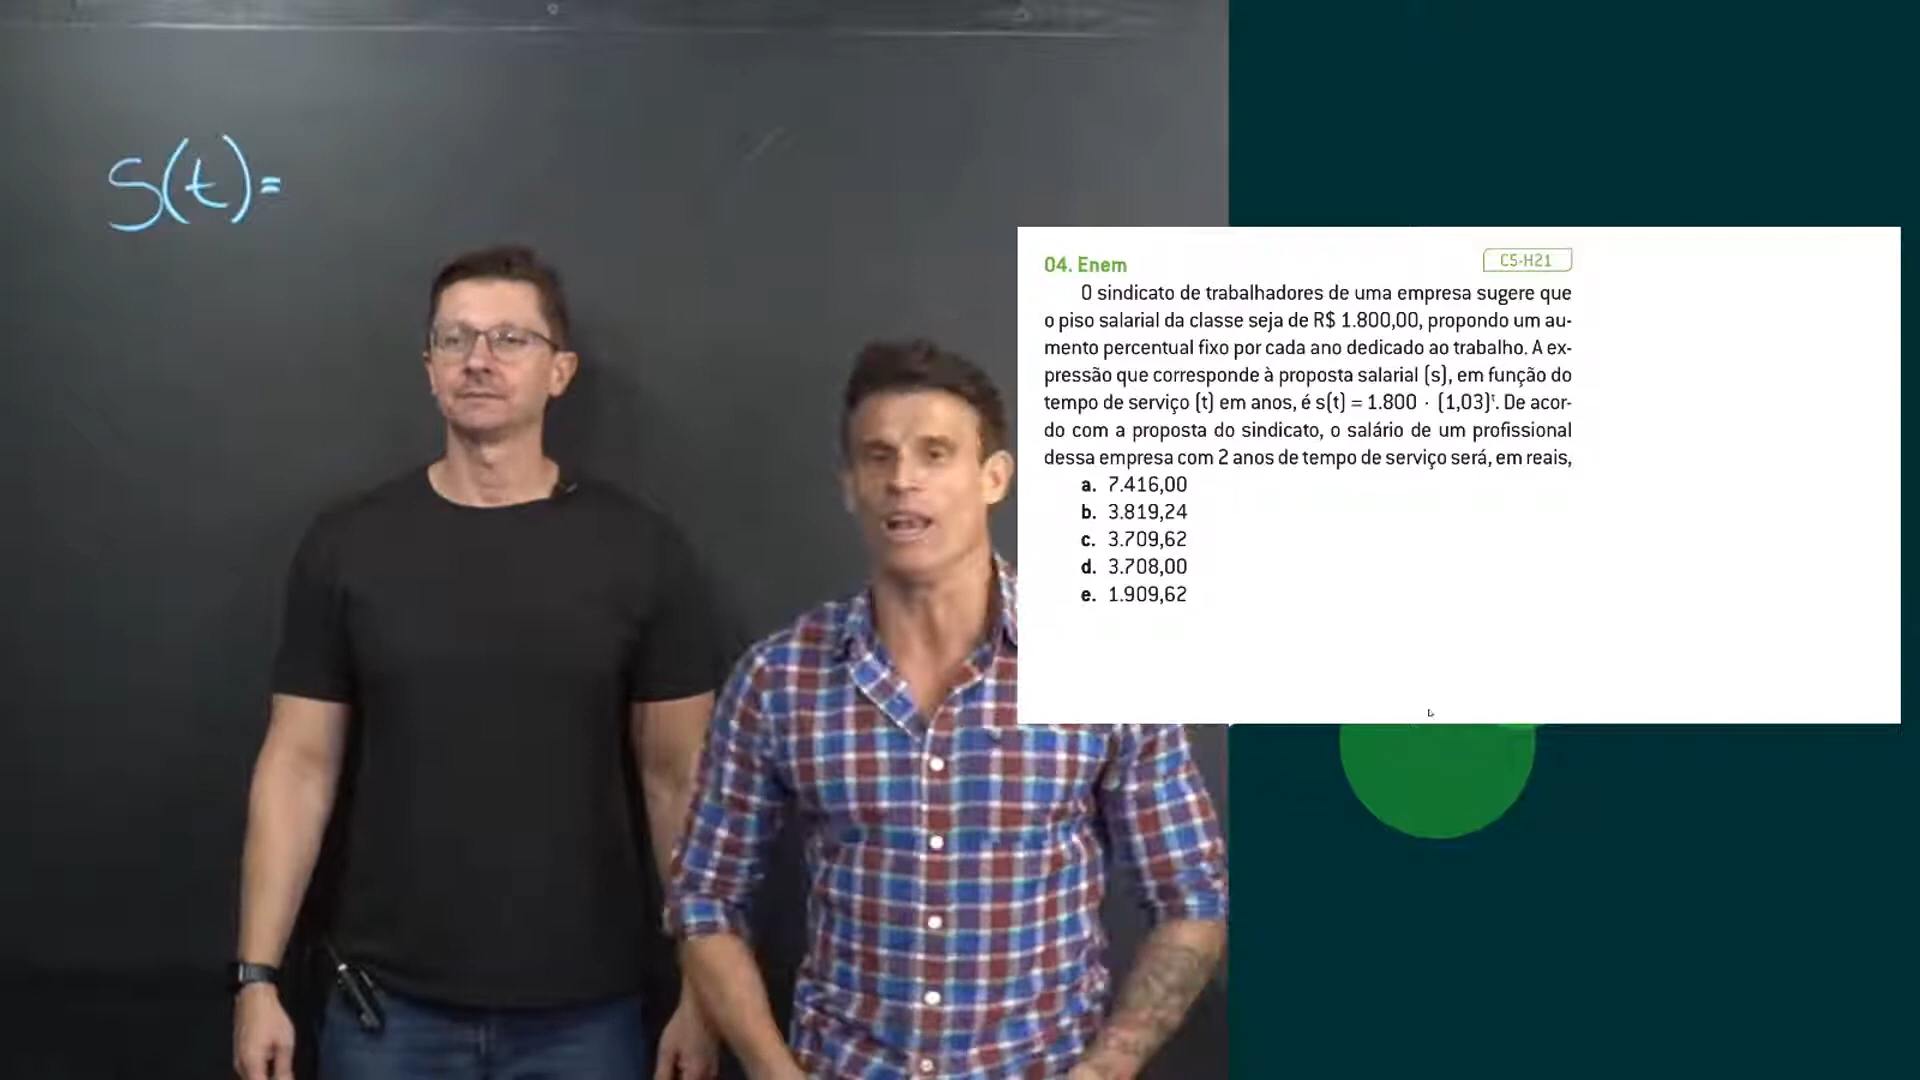 S(t)=
04. Enem
C5-H21
O sindicato de trabalhadores de uma empresa sugere que
o piso salarial da classe seja de R$ 1.800,00, propondo um au-
mento percentual fixo por cada ano dedicado ao trabalho. A ex-
pressão que corresponde à proposta salarial (s), em função do
tempo de serviço (t) em anos, é s(t) = 1.800 · (1,03)ᵗ. De acor-
do com a proposta do sindicato, o salário de um profissional
dessa empresa com 2 anos de tempo de serviço será, em reais,
a. 7.416,00
b. 3.819,24
c. 3.709,62
d. 3.708,00
e. 1.909,62